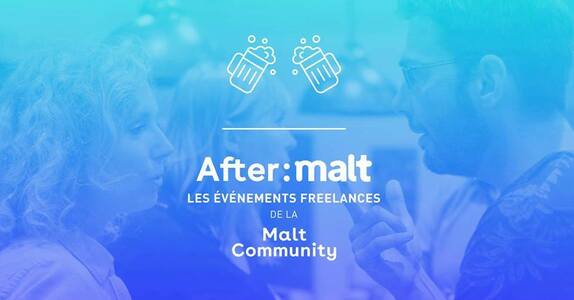 After:malt
LES ÉVÉNEMENTS FREELANCES
DE LA
Malt
Community